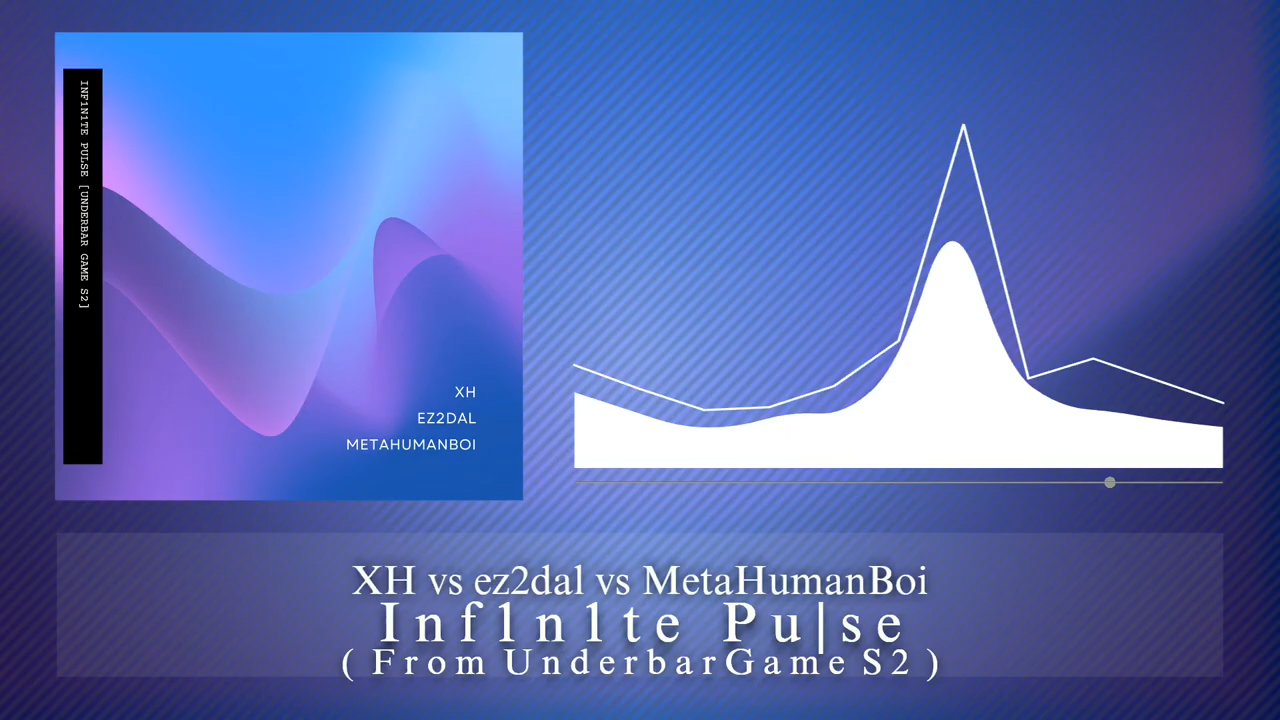 INF1N1TE PULSE [UNDERBAR GAME S2]
XH
EZ2DAL
METAHUMANBOI
XH vs ez2dal vs MetaHumanBoi
Inf1n1te Pu|se
( From UnderbarGame S2 )